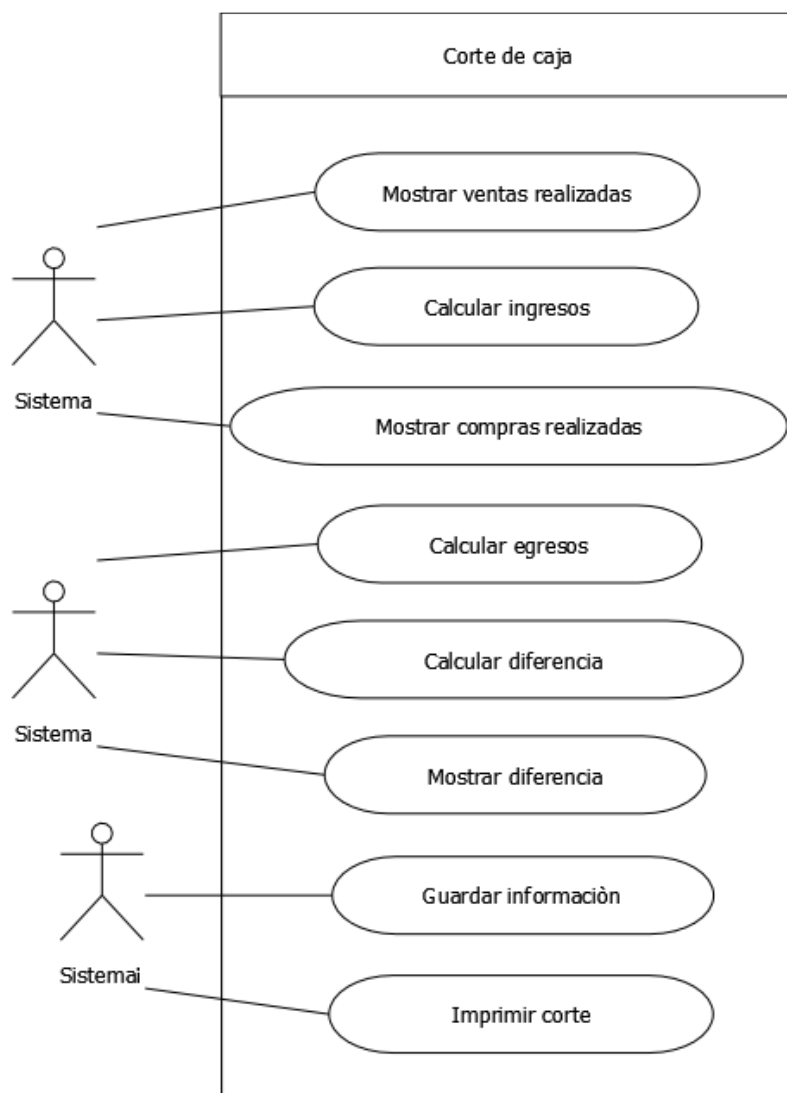 Corte de caja
Mostrar ventas realizadas
Calcular ingresos
Sistema
Mostrar compras realizadas
Calcular egresos
Calcular diferencia
Sistema
Mostrar diferencia
Guardar informaciòn
Sistemai
Imprimir corte